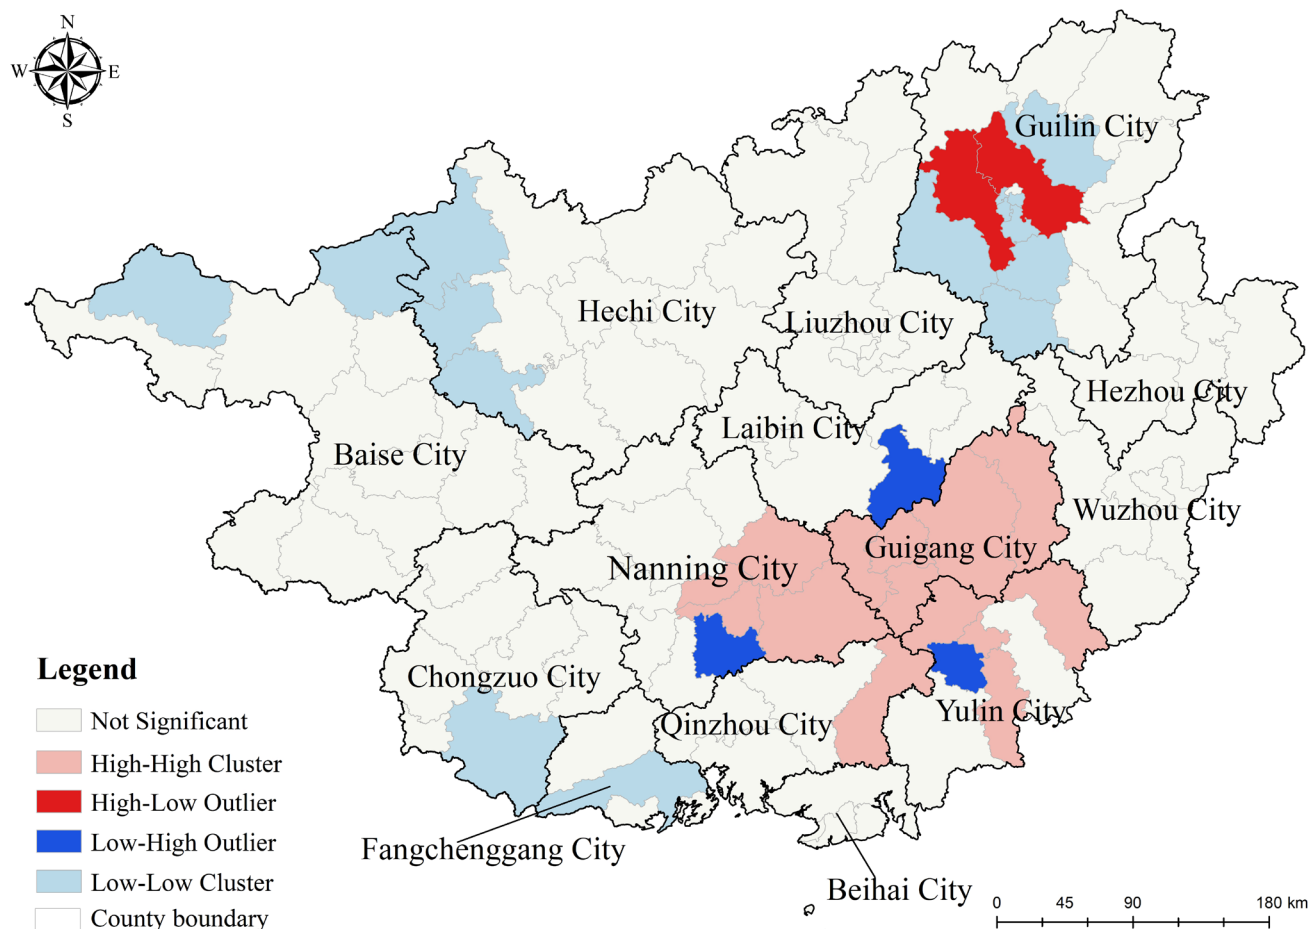 N
W E
S
Guilin City
Hechi City
Liuzhou City
Hezhou City
Laibin City
Baise City
Wuzhou City
Guigang City
Nanning City
Chongzuo City
Yulin City
Qinzhou City
Fangchenggang City
Beihai City
Legend
Not Significant
High-High Cluster
High-Low Outlier
Low-High Outlier
Low-Low Cluster
County boundary
0 45 90 180 km